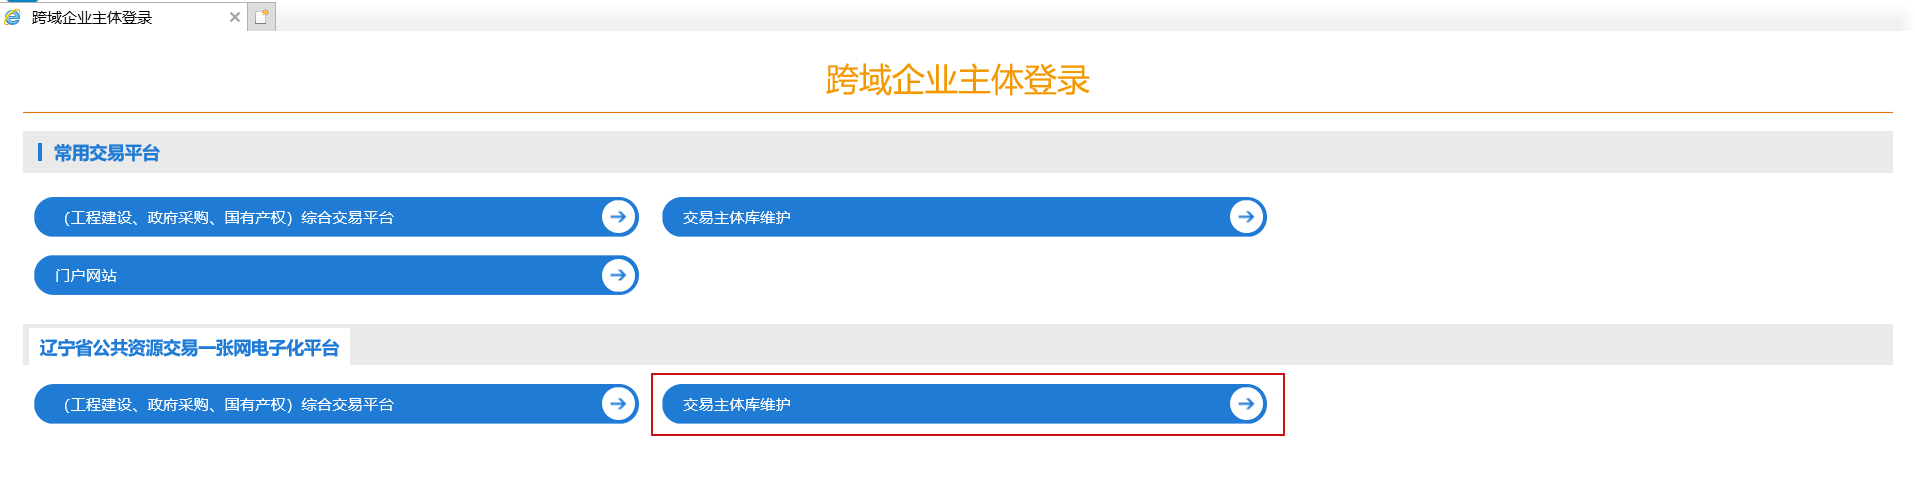 跨域企业主体登录
跨域企业主体登录
常用交易平台
（工程建设、政府采购、国有产权）综合交易平台
交易主体库维护
门户网站
辽宁省公共资源交易一张网电子化平台
（工程建设、政府采购、国有产权）综合交易平台
交易主体库维护